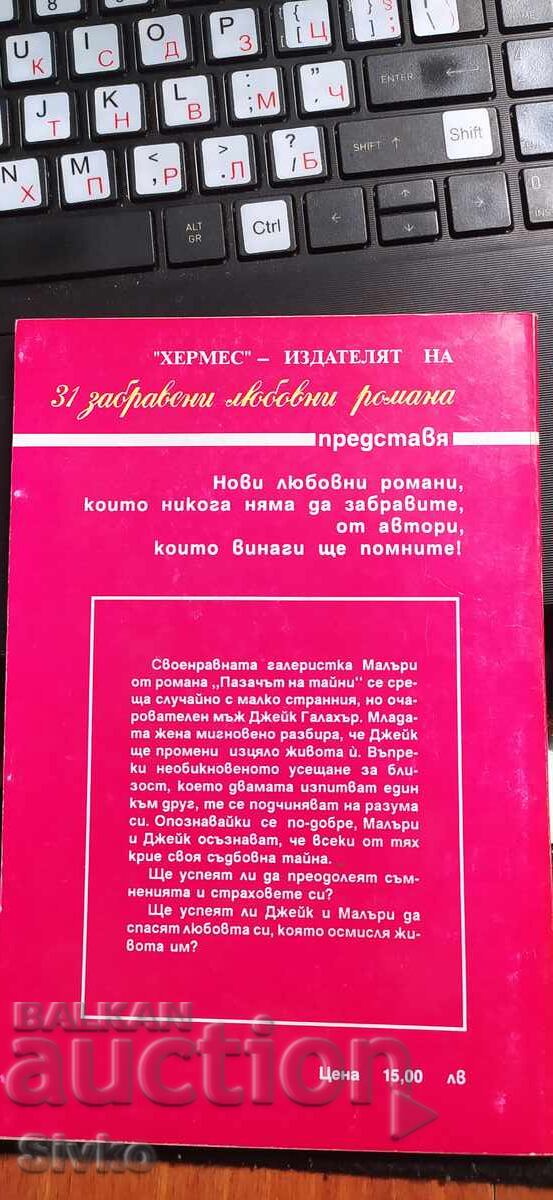 8 9
U К I С O Д P З { [ Ц } ] § ; | \ (
J Т K Н L В : ; М " ' Ч ENTER
N Х M П < , Р > . Л ? / Б SHIFT Shift
ALT GR Ctrl 0 INS
"ХЕРМЕС" – ИЗДАТЕЛЯТ НА
31 забравени любовни романа
представя
Нови любовни романи,
които никога няма да забравите,
от автори,
които винаги ще помните!
Своенравната галеристка Малъри
от романа „Пазачът на тайни" се сре-
ща случайно с малко странния, но оча-
рователен мъж Джейк Галахър. Млада-
та жена мигновено разбира, че Джейк
ще промени изцяло живота ѝ. Въпре-
ки необикновеното усещане за бли-
зост, което двамата изпитват един
към друг, те се подчиняват на разума
си. Опознавайки се по-добре, Малъри
и Джейк осъзнават, че всеки от тях
крие своя съдбовна тайна.
Ще успеят ли да преодолеят съм-
ненията и страховете си?
Ще успеят ли Джейк и Малъри да
спасят любовта си, която осмисля жи-
вота им?
Цена 15,00 лв
BALKAN
auction
Sivko